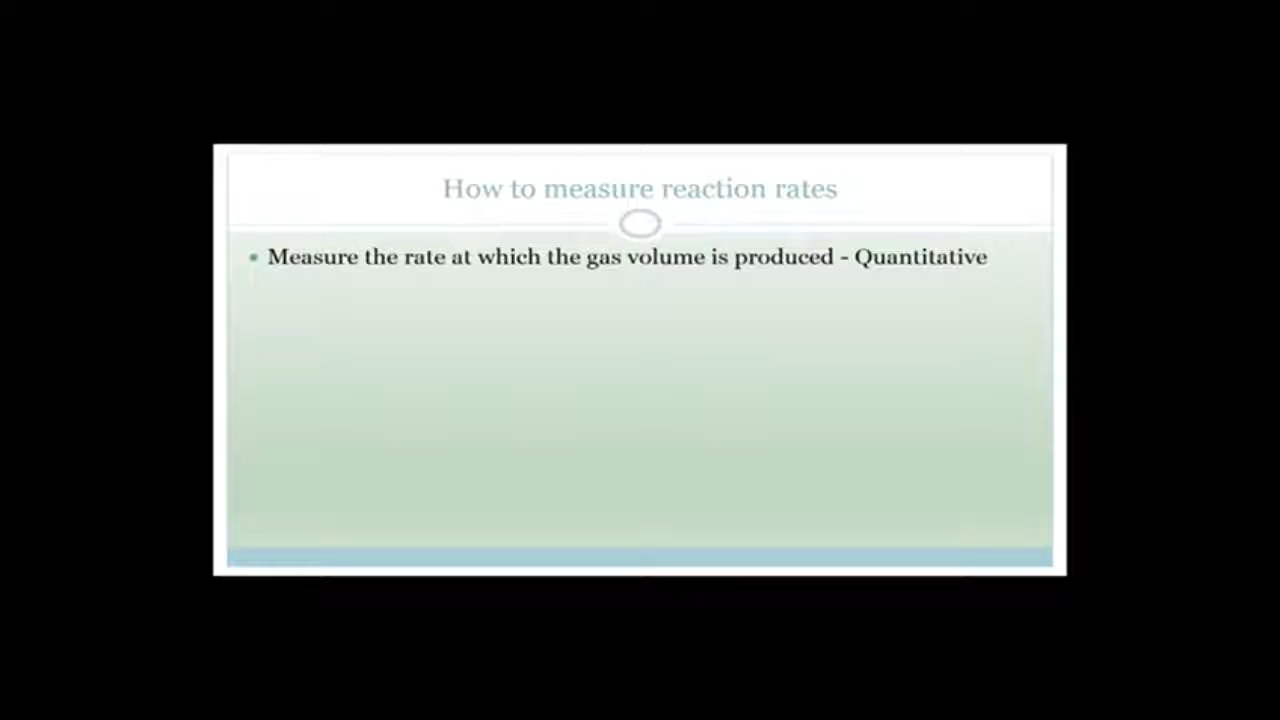 How to measure reaction rates
• Measure the rate at which the gas volume is produced - Quantitative